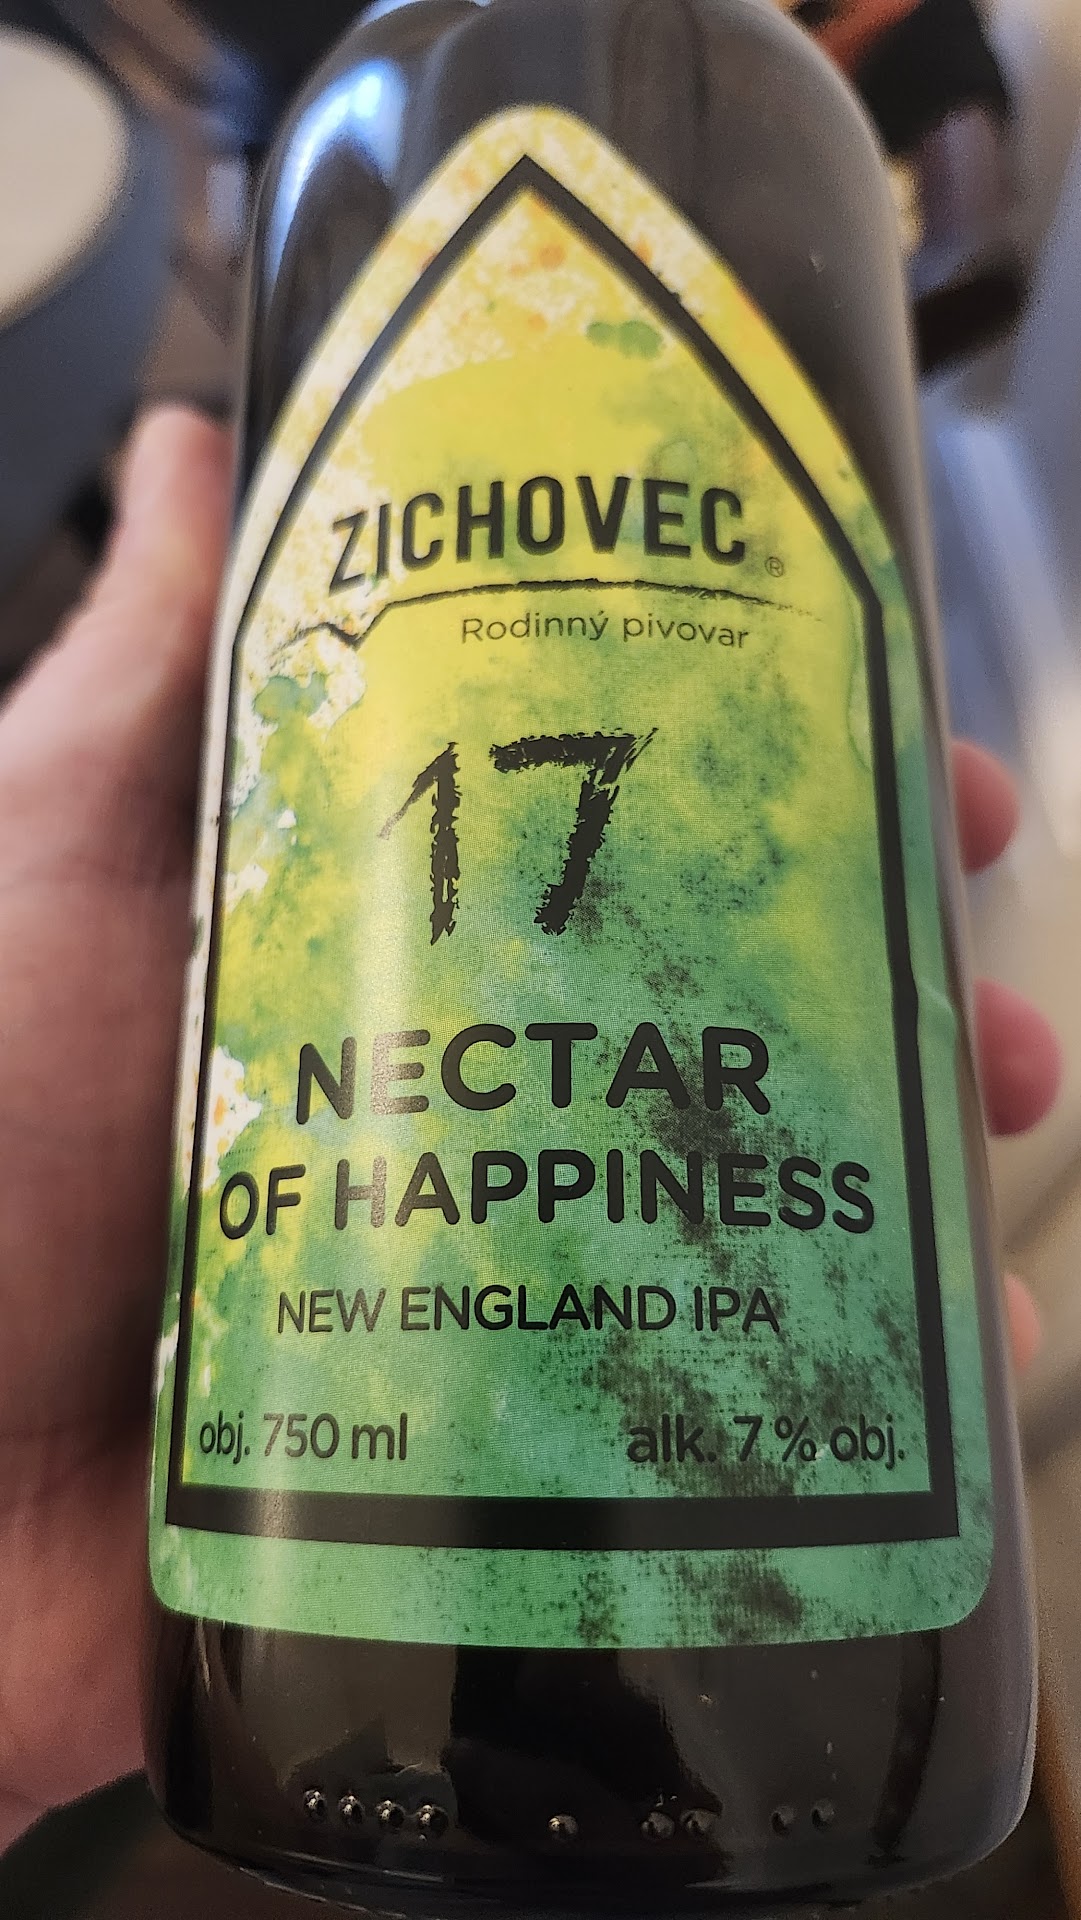 ZICHOVEC®
Rodinný pivovar
17
NECTAR
OF HAPPINESS
NEW ENGLAND IPA
obj. 750 ml alk. 7 % obj.